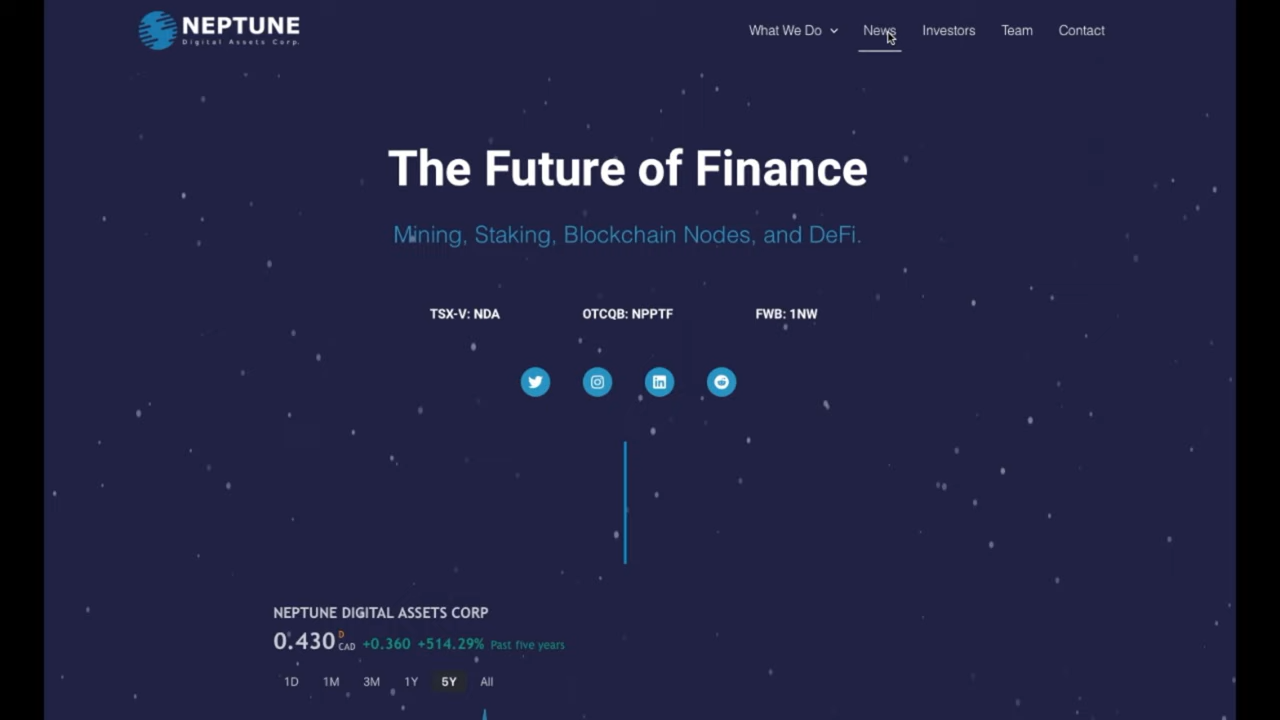 NEPTUNE
Digital Assets Corp.
What We Do
News
Investors
Team
Contact
The Future of Finance
Mining, Staking, Blockchain Nodes, and DeFi.
TSX-V: NDA
OTCQB: NPPTF
FWB: 1NW
NEPTUNE DIGITAL ASSETS CORP
0.430 D CAD +0.360 +514.29% Past five years
1D 1M 3M 1Y 5Y All